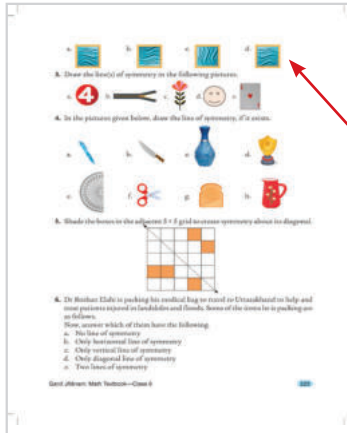 a. b. c. d.
3. Draw the line(s) of symmetry in the following pictures.
a. 4 b. c. d. e.
4. In the pictures given below, draw the line of symmetry, if it exists.
a. b. c. d.
e. f. g. h.
5. Shade the boxes in the adjacent 5 × 5 grid to create symmetry about its diagonal.
6. Dr Roshan Elahi is packing his medical bag to travel to Uttarakhand to help and
treat patients injured in landslides and floods. Some of the items he is packing are
as follows.
Now, answer which of them have the following.
a. No line of symmetry
b. Only horizontal line of symmetry
c. Only vertical line of symmetry
d. Only diagonal line of symmetry
e. Two lines of symmetry
Math Textbook—Class 6